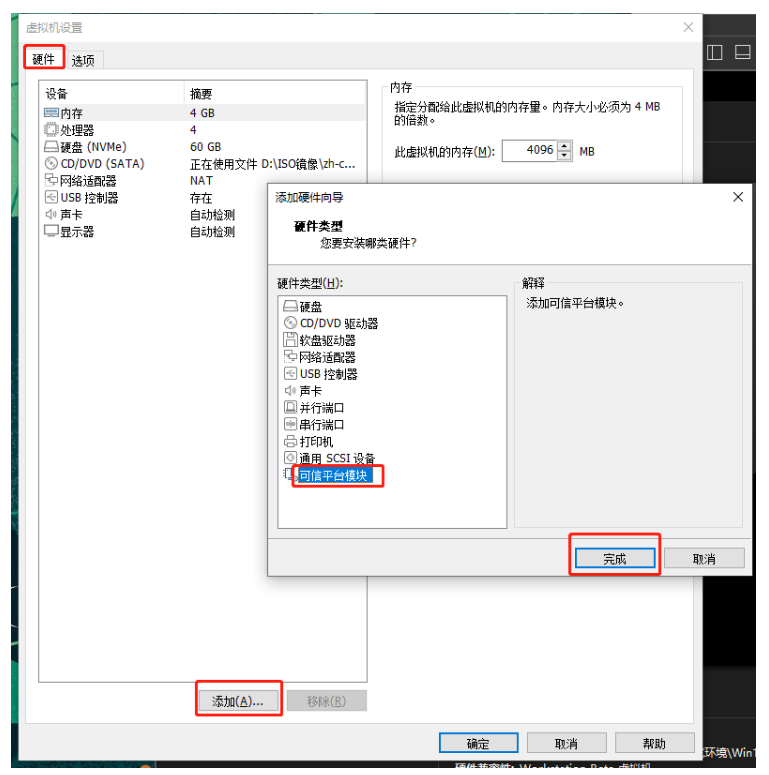 虚拟机设置
硬件 选项
设备 摘要
内存 4 GB
处理器 4
硬盘 (NVMe) 60 GB
CD/DVD (SATA) 正在使用文件 D:\ISO镜像\zh-c...
网络适配器 NAT
USB 控制器 存在
声卡 自动检测
显示器 自动检测
内存
指定分配给此虚拟机的内存量。内存大小必须为 4 MB
的倍数。
此虚拟机的内存(M): 4096 MB
添加硬件向导
硬件类型
您要安装哪类硬件?
硬件类型(H):
硬盘
CD/DVD 驱动器
软盘驱动器
网络适配器
USB 控制器
声卡
并行端口
串行端口
打印机
通用 SCSI 设备
可信平台模块
解释
添加可信平台模块。
完成 取消
添加(A)... 移除(R)
确定 取消 帮助
环境\Win1
硬件兼容性: Workstation Beta 虚拟机